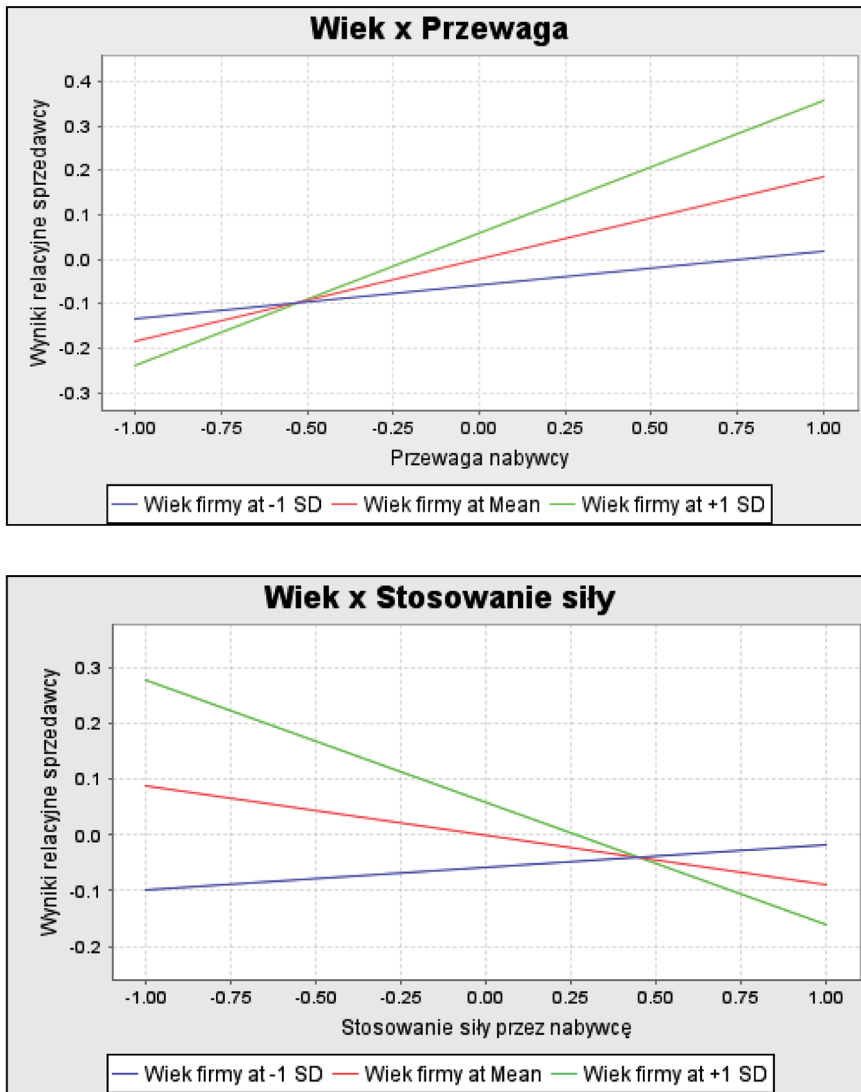 Wiek x Przewaga
Wyniki relacyjne sprzedawcy
0.4
0.3
0.2
0.1
0.0
-0.1
-0.2
-0.3
-1.00 -0.75 -0.50 -0.25 0.00 0.25 0.50 0.75 1.00
Przewaga nabywcy
Wiek firmy at -1 SD Wiek firmy at Mean Wiek firmy at +1 SD
Wiek x Stosowanie siły
Wyniki relacyjne sprzedawcy
0.3
0.2
0.1
0.0
-0.1
-0.2
-1.00 -0.75 -0.50 -0.25 0.00 0.25 0.50 0.75 1.00
Stosowanie siły przez nabywcę
Wiek firmy at -1 SD Wiek firmy at Mean Wiek firmy at +1 SD